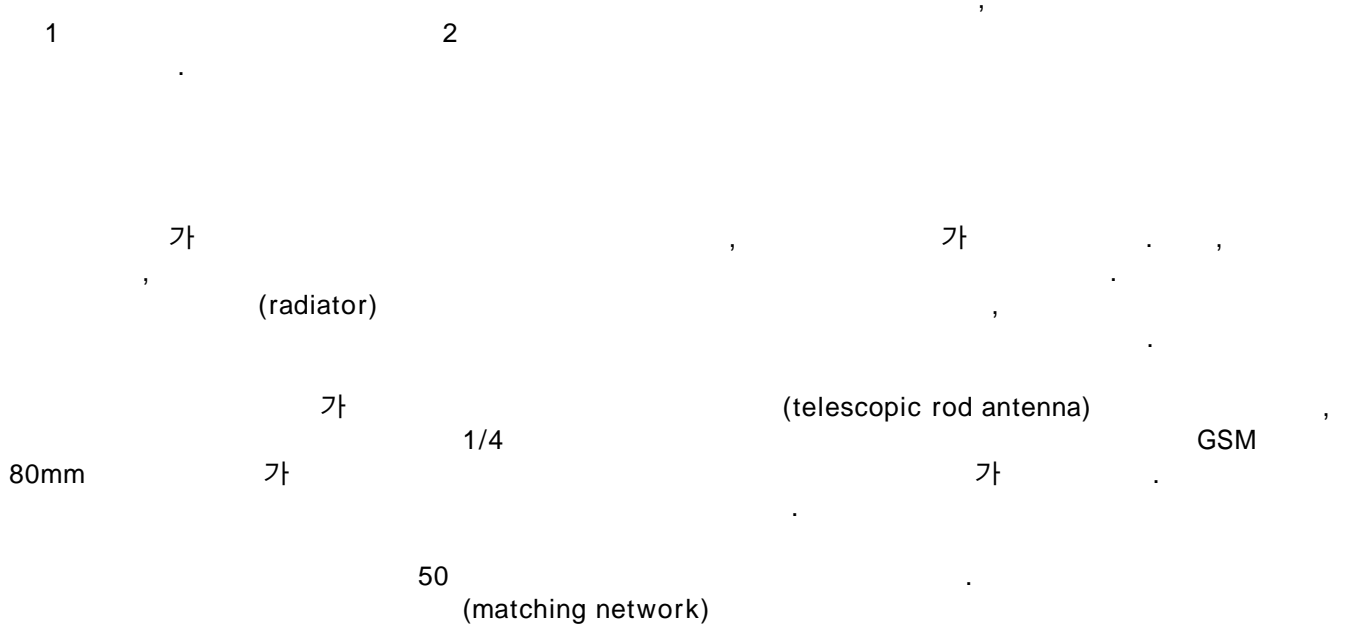 ,
1 2
.
가 , 가 . ,
, .
(radiator) ,
.
가 (telescopic rod antenna) ,
1/4 GSM
80mm 가 가 .
.
50 .
(matching network)